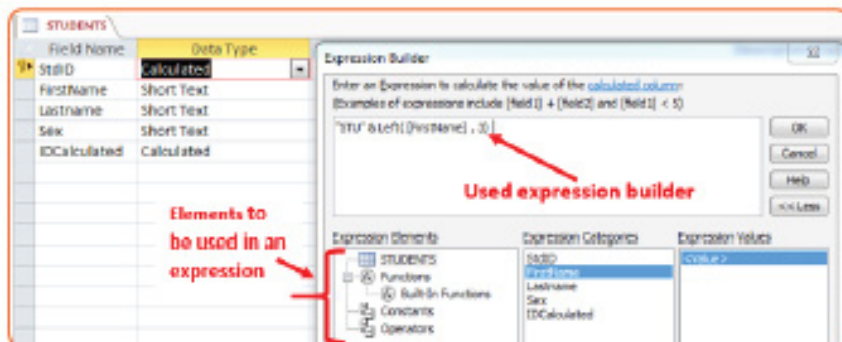 STUDENTS
Field Name Data Type
StdID Calculated
FirstName Short Text
Lastname Short Text
Sex Short Text
IDCalculated Calculated
Expression Builder
Enter an Expression to calculate the value of the calculated column:
(Examples of expressions include [field1] + [field2] and [field1] < 5)
"STU" & Left([FirstName] , 3)
OK
Cancel
Help
<< Less
Used expression builder
Elements to
be used in an
expression
Expression Elements
STUDENTS
Functions
Built-In Functions
Constants
Operators
Expression Categories
StdID
FirstName
Lastname
Sex
IDCalculated
Expression Values
<Value>